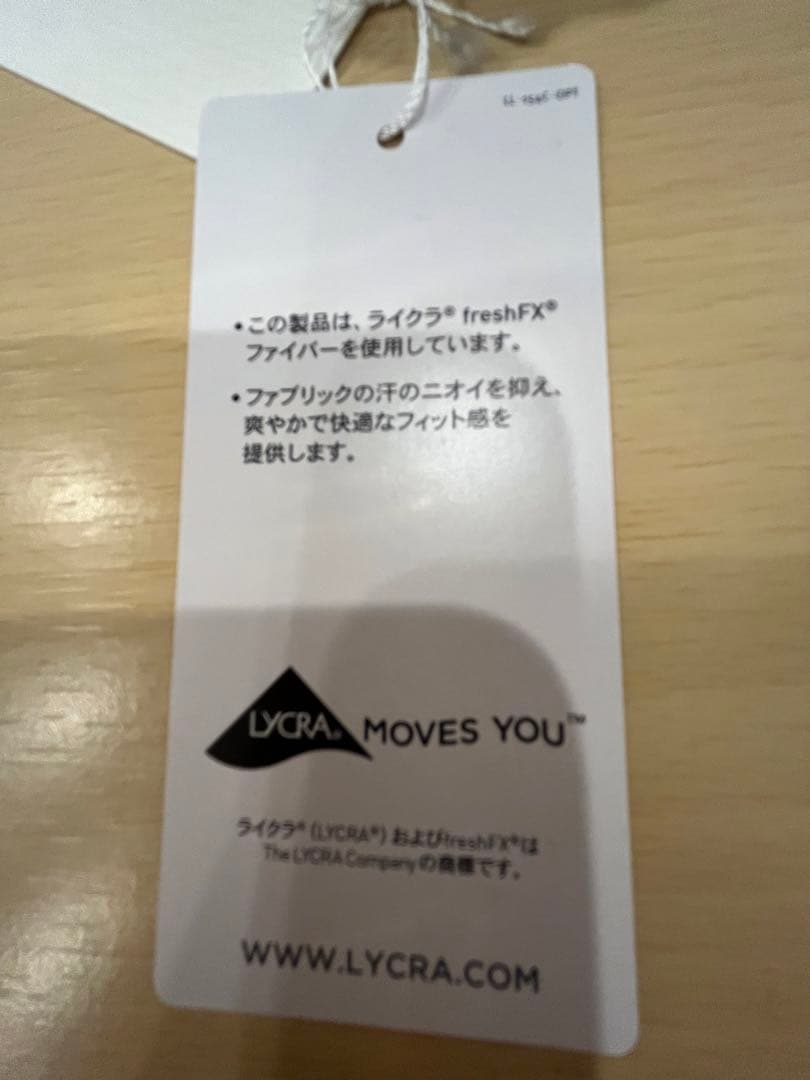 •この製品は、ライクラ® freshFX®
ファイバーを使用しています。
•ファブリックの汗のニオイを抑え、
爽やかで快適なフィット感を
提供します。
LYCRA® MOVES YOU™
ライクラ® (LYCRA®) およびfreshFX®は
The LYCRA Companyの商標です。
WWW.LYCRA.COM